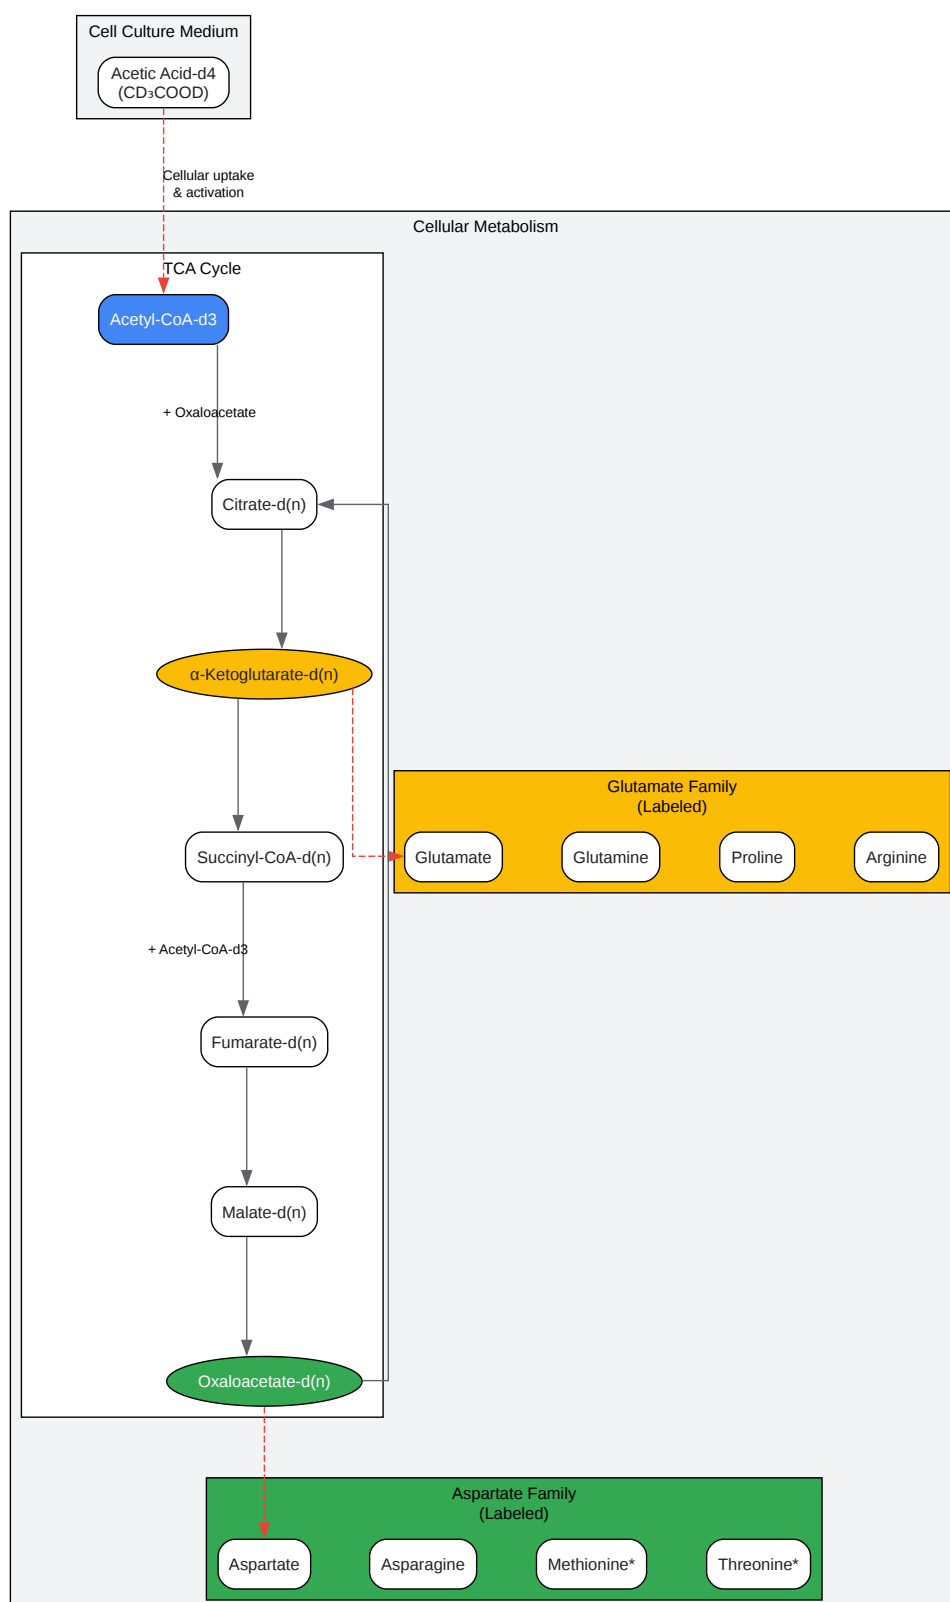 Cell Culture Medium
Acetic Acid-d4
(CD₃COOD)
Cellular uptake
& activation
Cellular Metabolism
TCA Cycle
Acetyl-CoA-d3
+ Oxaloacetate
Citrate-d(n)
α-Ketoglutarate-d(n)
Glutamate Family
(Labeled)
Succinyl-CoA-d(n)
Glutamate
Glutamine
Proline
Arginine
+ Acetyl-CoA-d3
Fumarate-d(n)
Malate-d(n)
Oxaloacetate-d(n)
Aspartate Family
(Labeled)
Aspartate
Asparagine
Methionine*
Threonine*